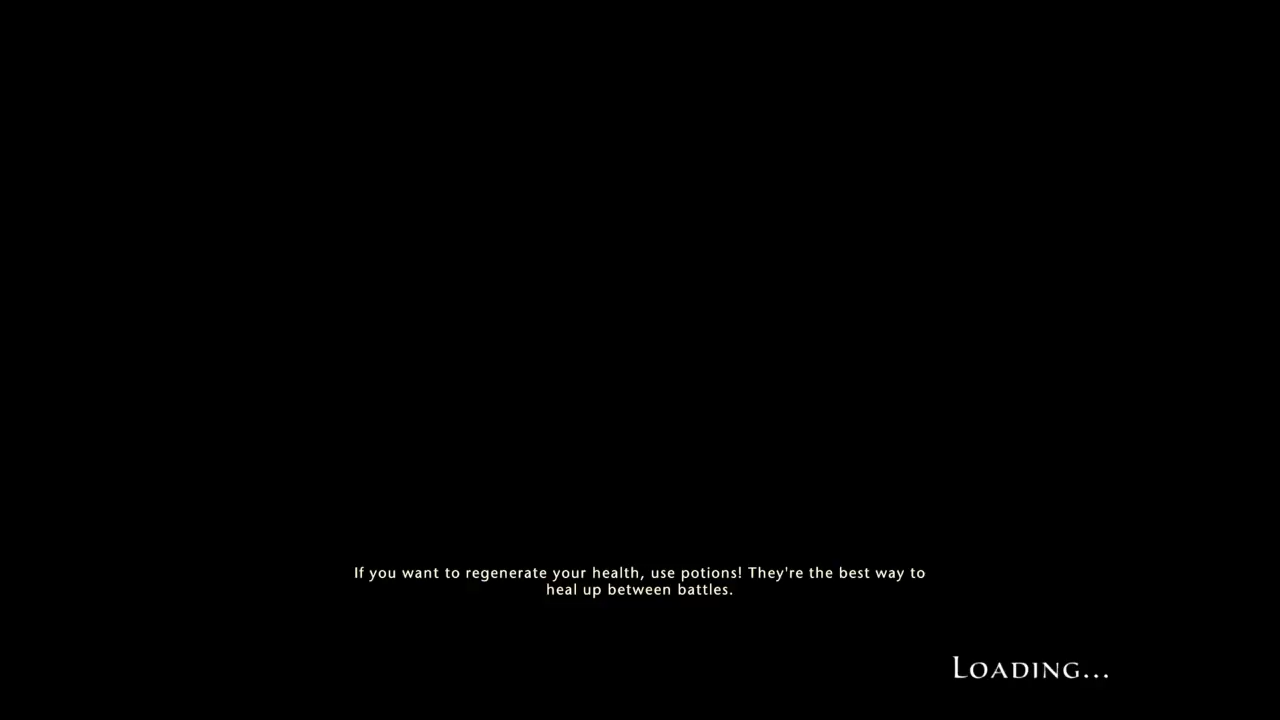 If you want to regenerate your health, use potions! They're the best way to
heal up between battles.
Loading...